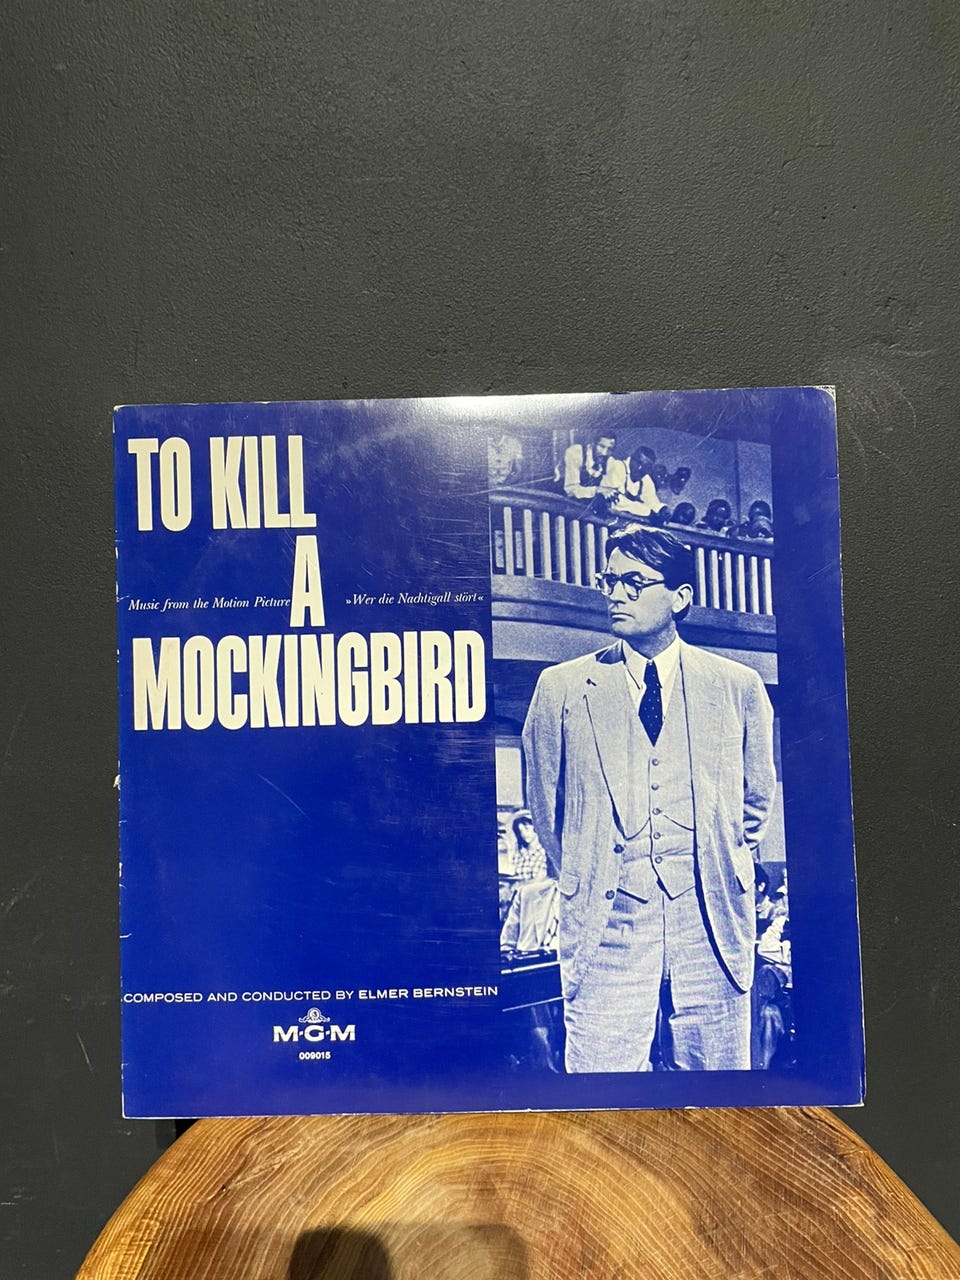 TO KILL
A
Music from the Motion Picture »Wer die Nachtigall stört«
MOCKINGBIRD
COMPOSED AND CONDUCTED BY ELMER BERNSTEIN
M-G-M
009015